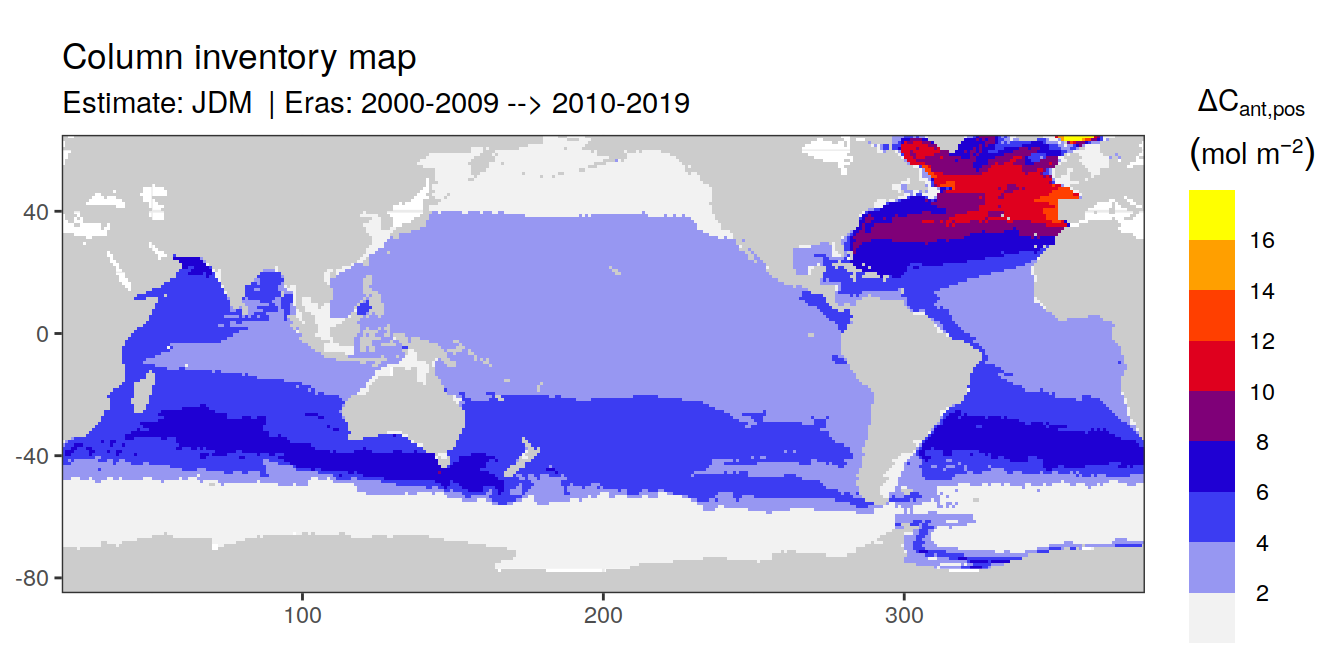 Column inventory map
Estimate: JDM | Eras: 2000-2009 --> 2010-2019
ΔCant,pos
(mol m−2)
16
14
12
10
8
6
4
2
40
0
-40
-80
100 200 300